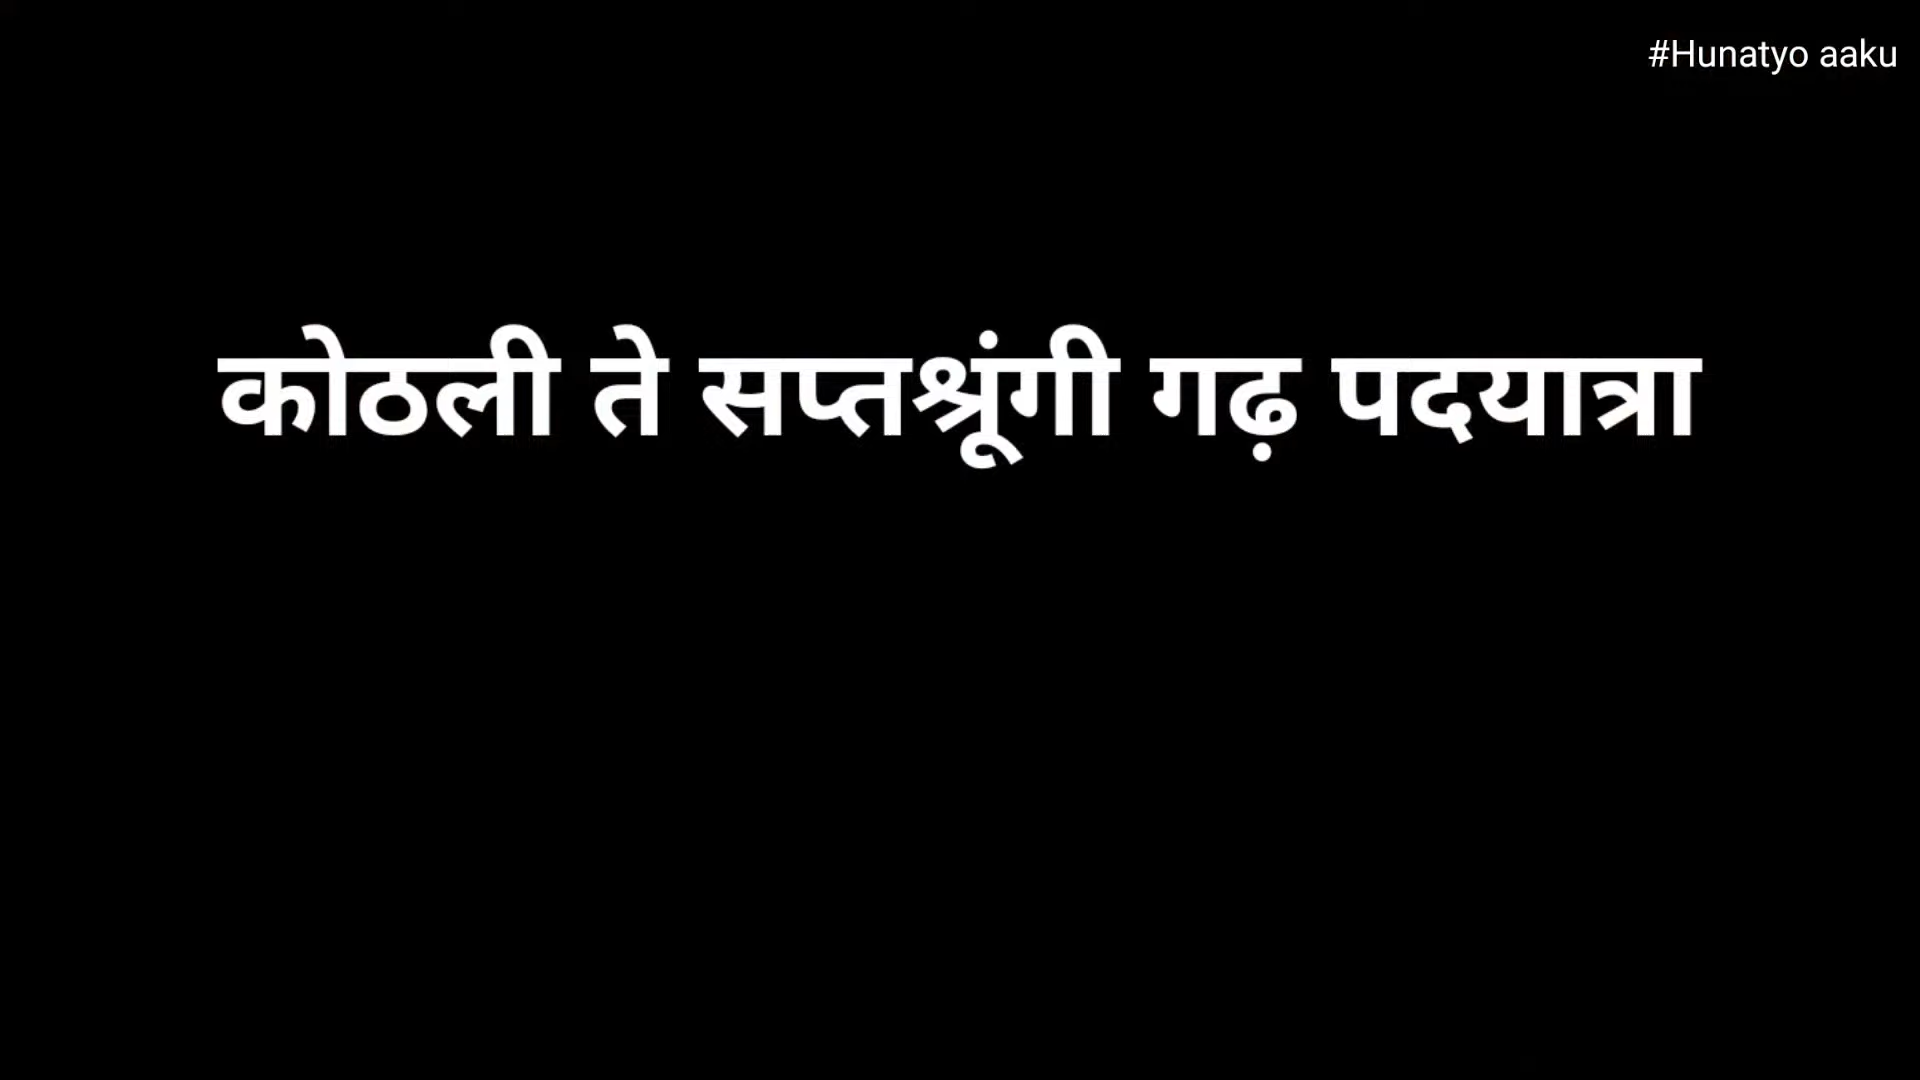 #Hunatyo aaku
कोठली ते सप्तश्रूंगी गढ़ पदयात्रा